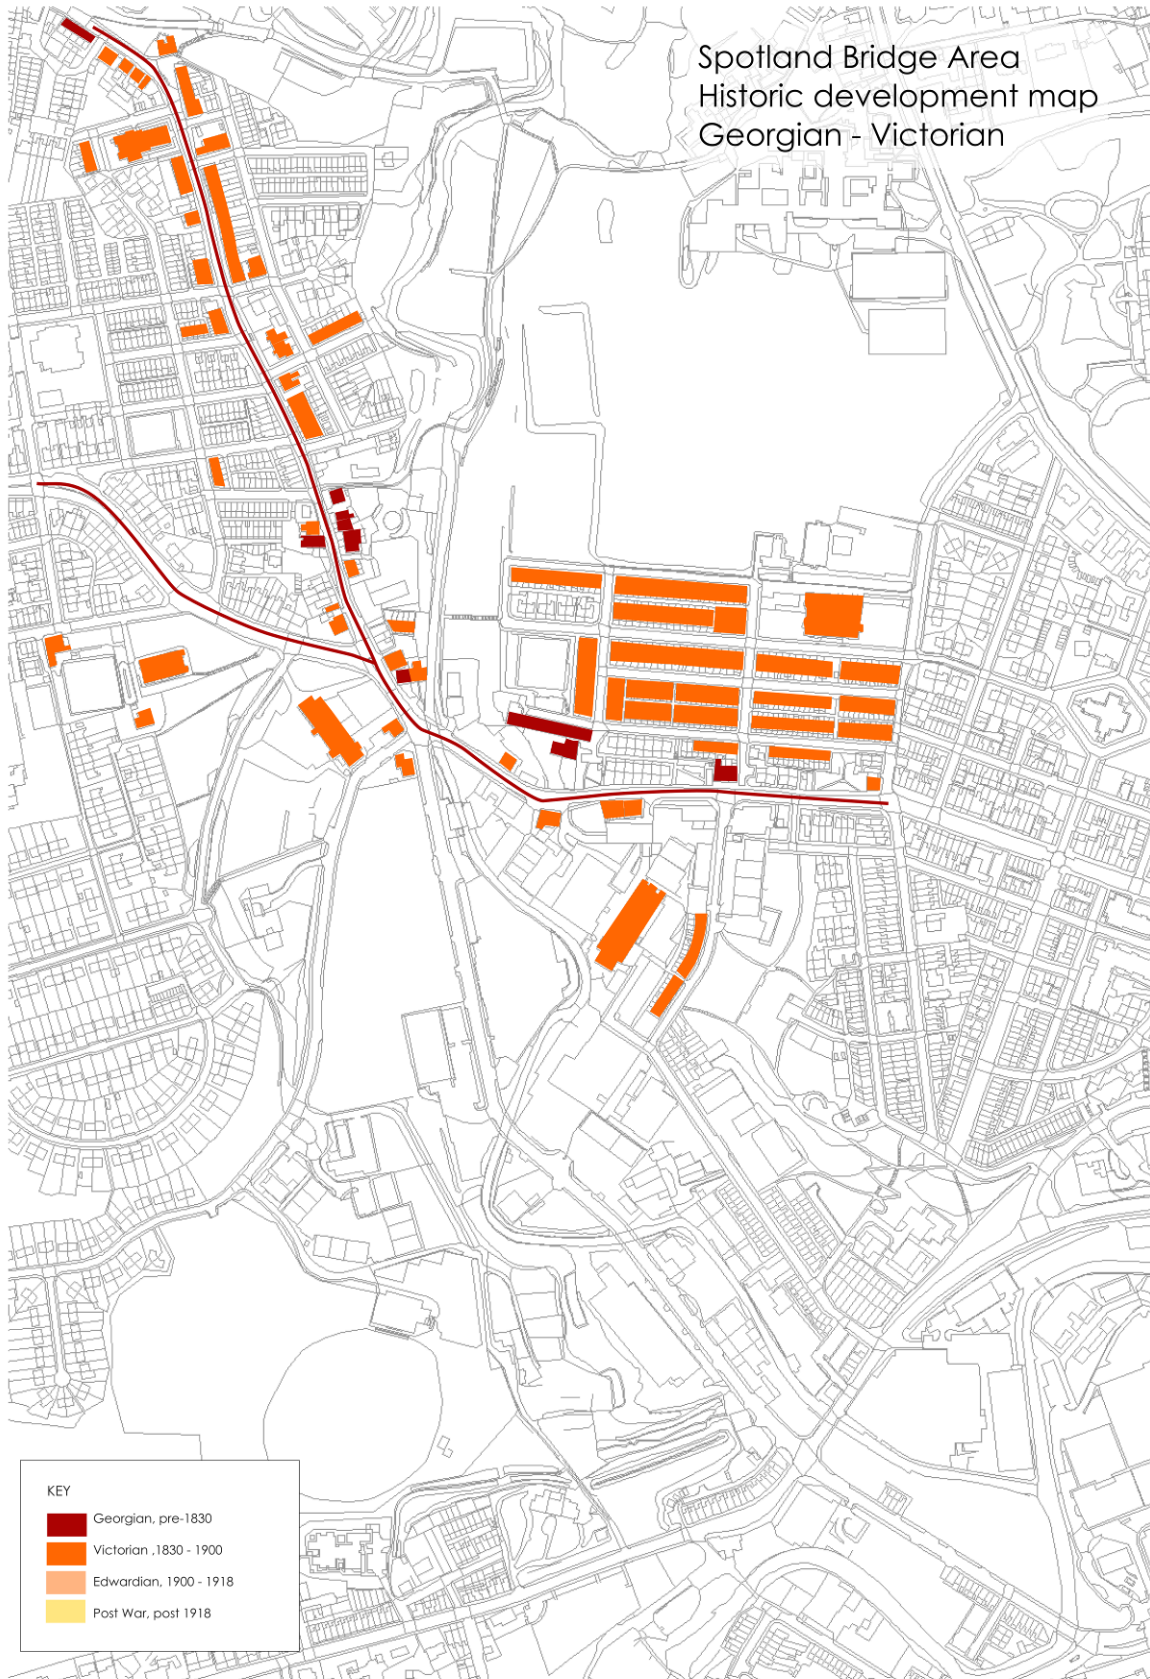 Spotland Bridge Area
Historic development map
Georgian - Victorian
KEY
Georgian, pre-1830
Victorian ,1830 - 1900
Edwardian, 1900 - 1918
Post War, post 1918